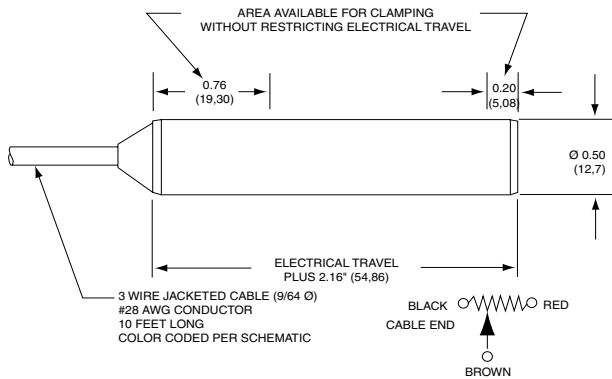 AREA AVAILABLE FOR CLAMPING
WITHOUT RESTRICTING ELECTRICAL TRAVEL
0.76
(19,30)
0.20
(5,08)
Ø 0.50
(12,7)
ELECTRICAL TRAVEL
PLUS 2.16" (54,86)
3 WIRE JACKETED CABLE (9/64 Ø)
#28 AWG CONDUCTOR
10 FEET LONG
COLOR CODED PER SCHEMATIC
BLACK
RED
CABLE END
BROWN